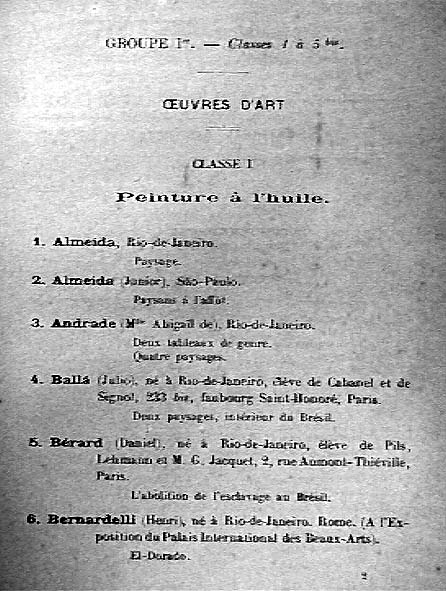 GROUPE Ier. — Classes 1 à 5 bis.
ŒUVRES D'ART
CLASSE I
Peinture à l'huile.
1. Almeida, Rio-de-Janeiro.
Paysage.
2. Almeida (Junior), São-Paulo.
Paysans à l'affût.
3. Andrade (Mlle Abigaïl de), Rio-de-Janeiro.
Deux tableaux de genre.
Quatre paysages.
4. Ballá (Julio), né à Rio-de-Janeiro, élève de Cabanel et de
Signol, 233 bis, faubourg Saint-Honoré, Paris.
Deux paysages, intérieur du Brésil.
5. Bérard (Daniel), né à Rio-de-Janeiro, élève de Pils,
Lehmann et M. G. Jacquet, 2, rue Aumont-Thiéville,
Paris.
L'abolition de l'esclavage au Brésil.
6. Bernardelli (Henri), né à Rio-de-Janeiro. Rome. (A l'Ex-
position du Palais International des Beaux-Arts).
El-Dorado.
2